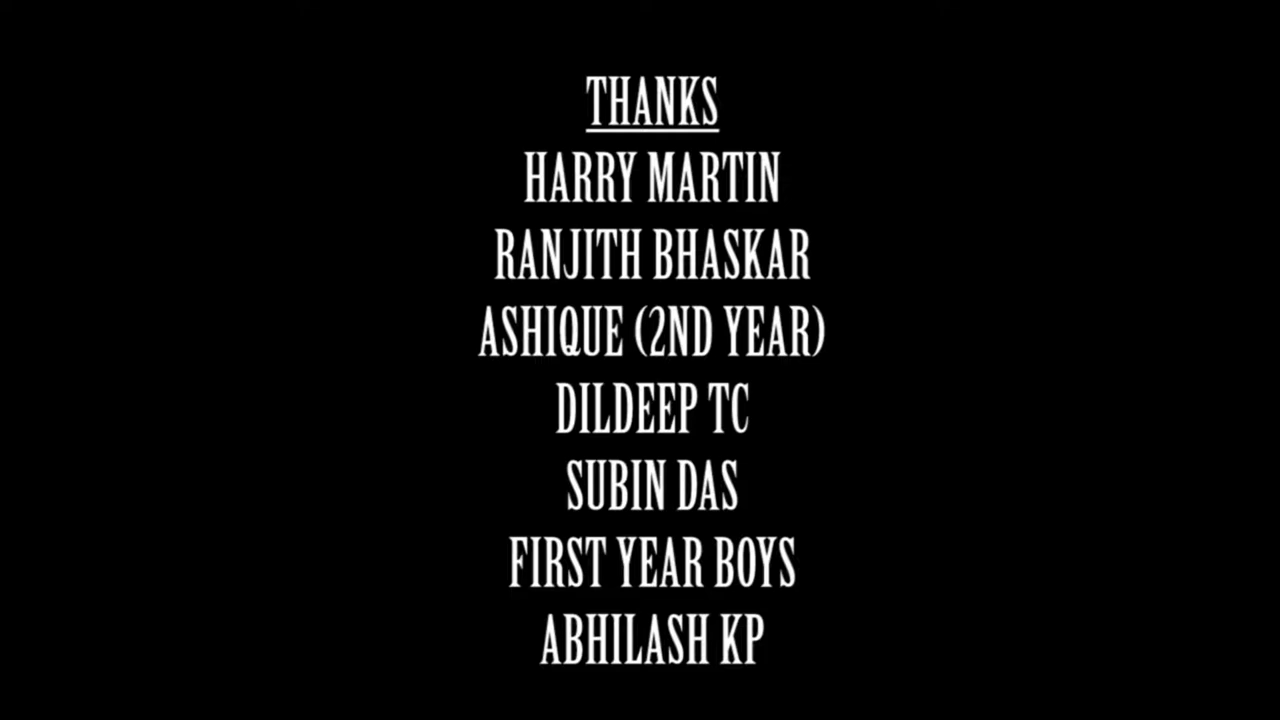 THANKS
HARRY MARTIN
RANJITH BHASKAR
ASHIQUE (2ND YEAR)
DILDEEP TC
SUBIN DAS
FIRST YEAR BOYS
ABHILASH KP